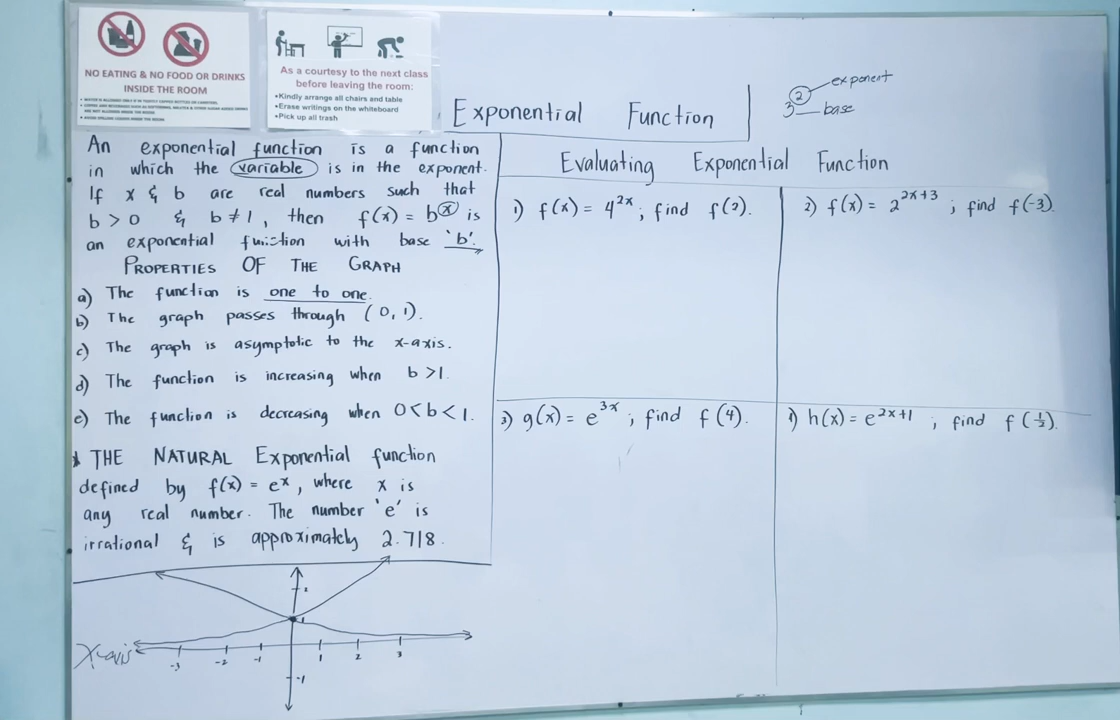 NO EATING & NO FOOD OR DRINKS
INSIDE THE ROOM
As a courtesy to the next class
before leaving the room:
•Kindly arrange all chairs and table
•Erase writings on the whiteboard
•Pick up all trash
Exponential Function
3² exponent
base
An exponential function is a function
in which the variable is in the exponent.
If x & b are real numbers such that
b > 0 & b ≠ 1, then f(x) = bˣ is
an exponential function with base 'b'.
PROPERTIES OF THE GRAPH
a) The function is one to one.
b) The graph passes through (0,1).
c) The graph is asymptotic to the x-axis.
d) The function is increasing when b >1.
e) The function is decreasing when 0<b<1.
* THE NATURAL Exponential function
defined by f(x) = eˣ, where x is
any real number. The number 'e' is
irrational & is approximately 2.718.
2
1
X-axis
-3 -2 -1 1 2 3
-1
Evaluating Exponential Function
1) f(x) = 4²ˣ; find f(2).
2) f(x) = 2²ˣ⁺³; find f(-3).
3) g(x) = e³ˣ; find f(4).
4) h(x) = e²ˣ⁺¹; find f(½).